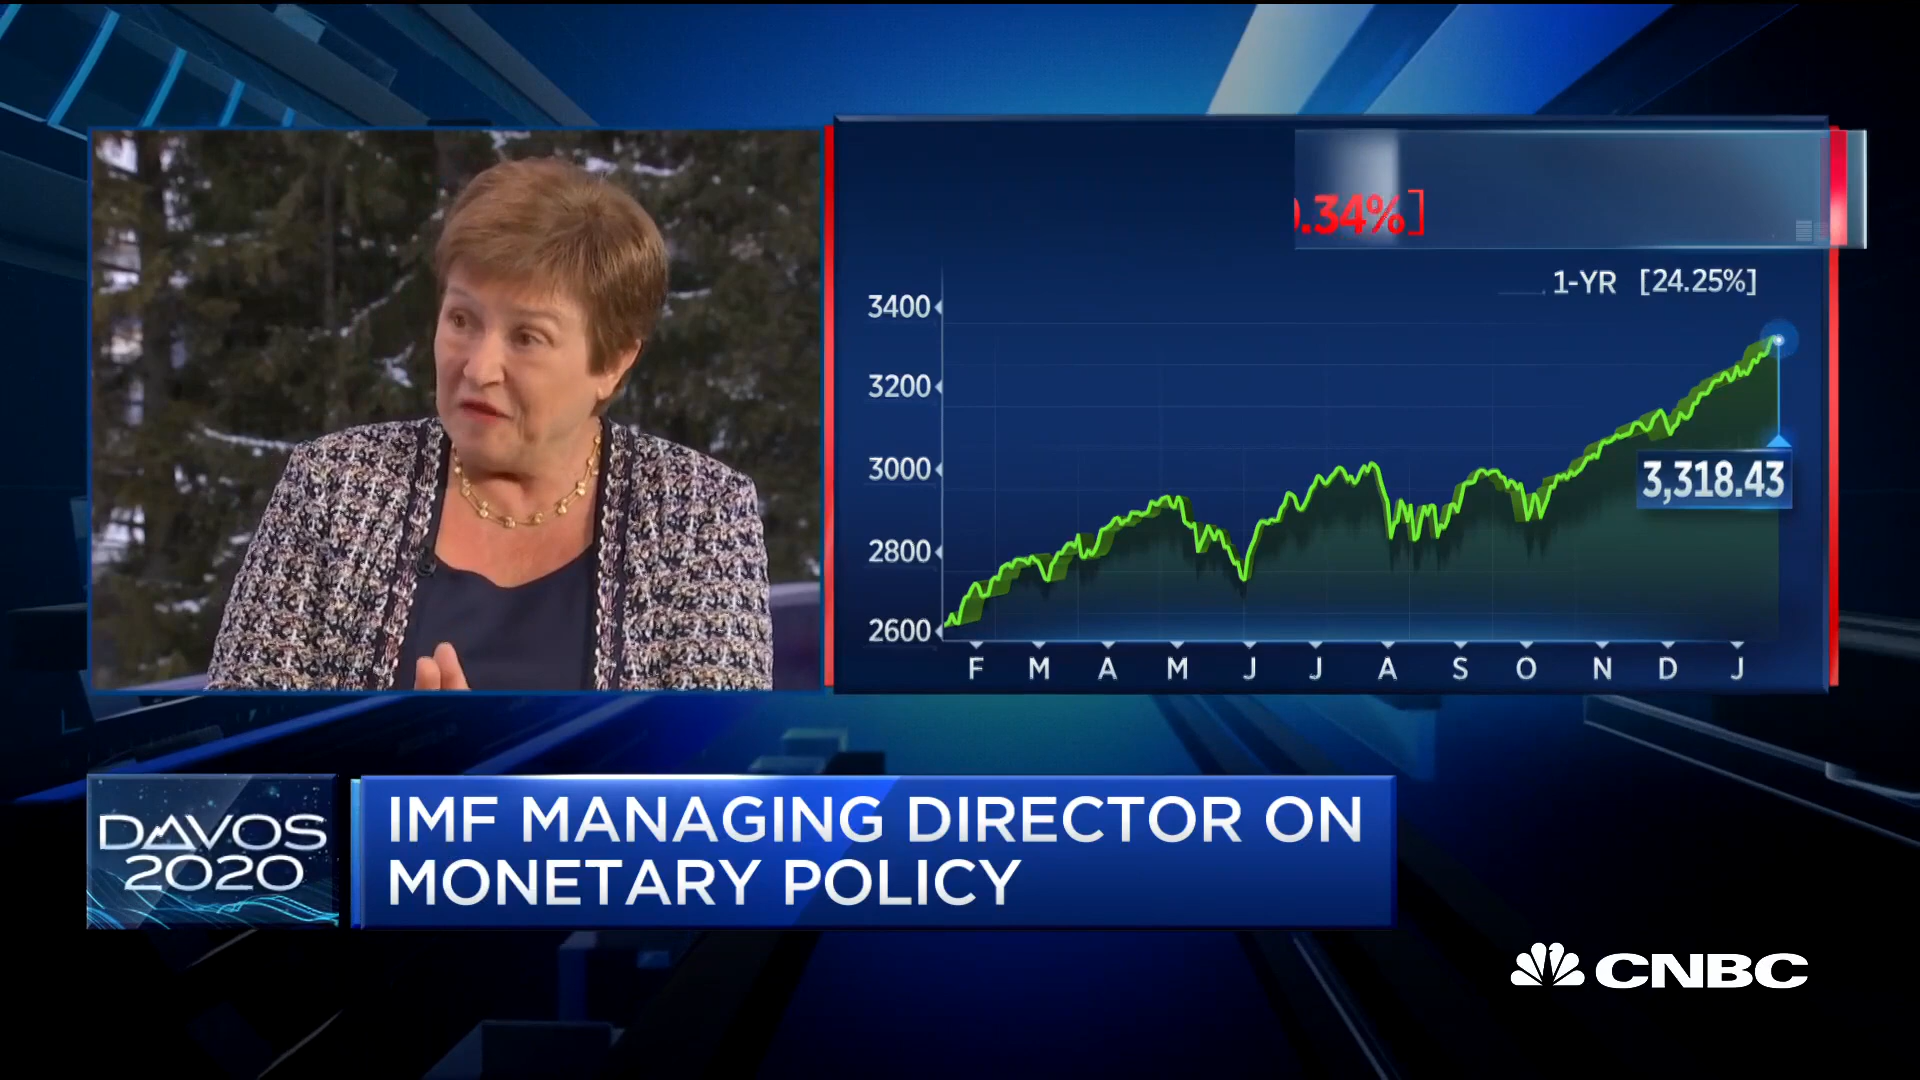 .34%]
1-YR [24.25%]
3400
3200
3000
2800
2600
3,318.43
F M A M J J A S O N D J
DAVOS
2020
IMF MANAGING DIRECTOR ON
MONETARY POLICY
CNBC